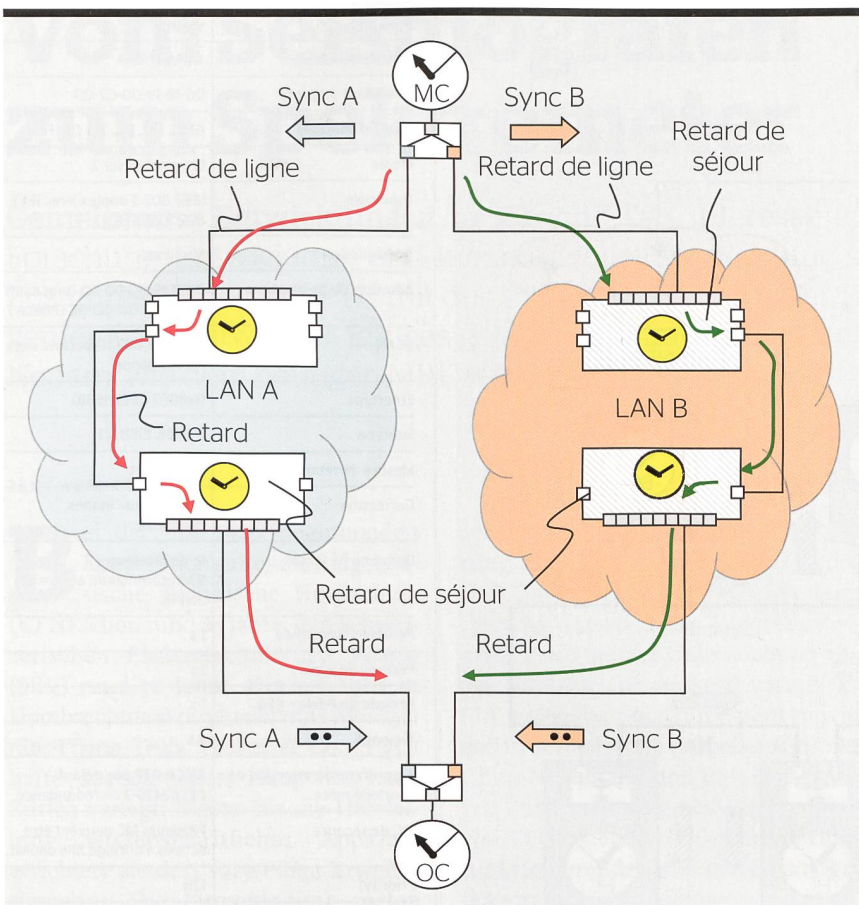 MC
Sync A
Sync B
Retard de
séjour
Retard de ligne
Retard de ligne
LAN A
LAN B
Retard
Retard de séjour
Retard
Retard
Sync A
Sync B
OC